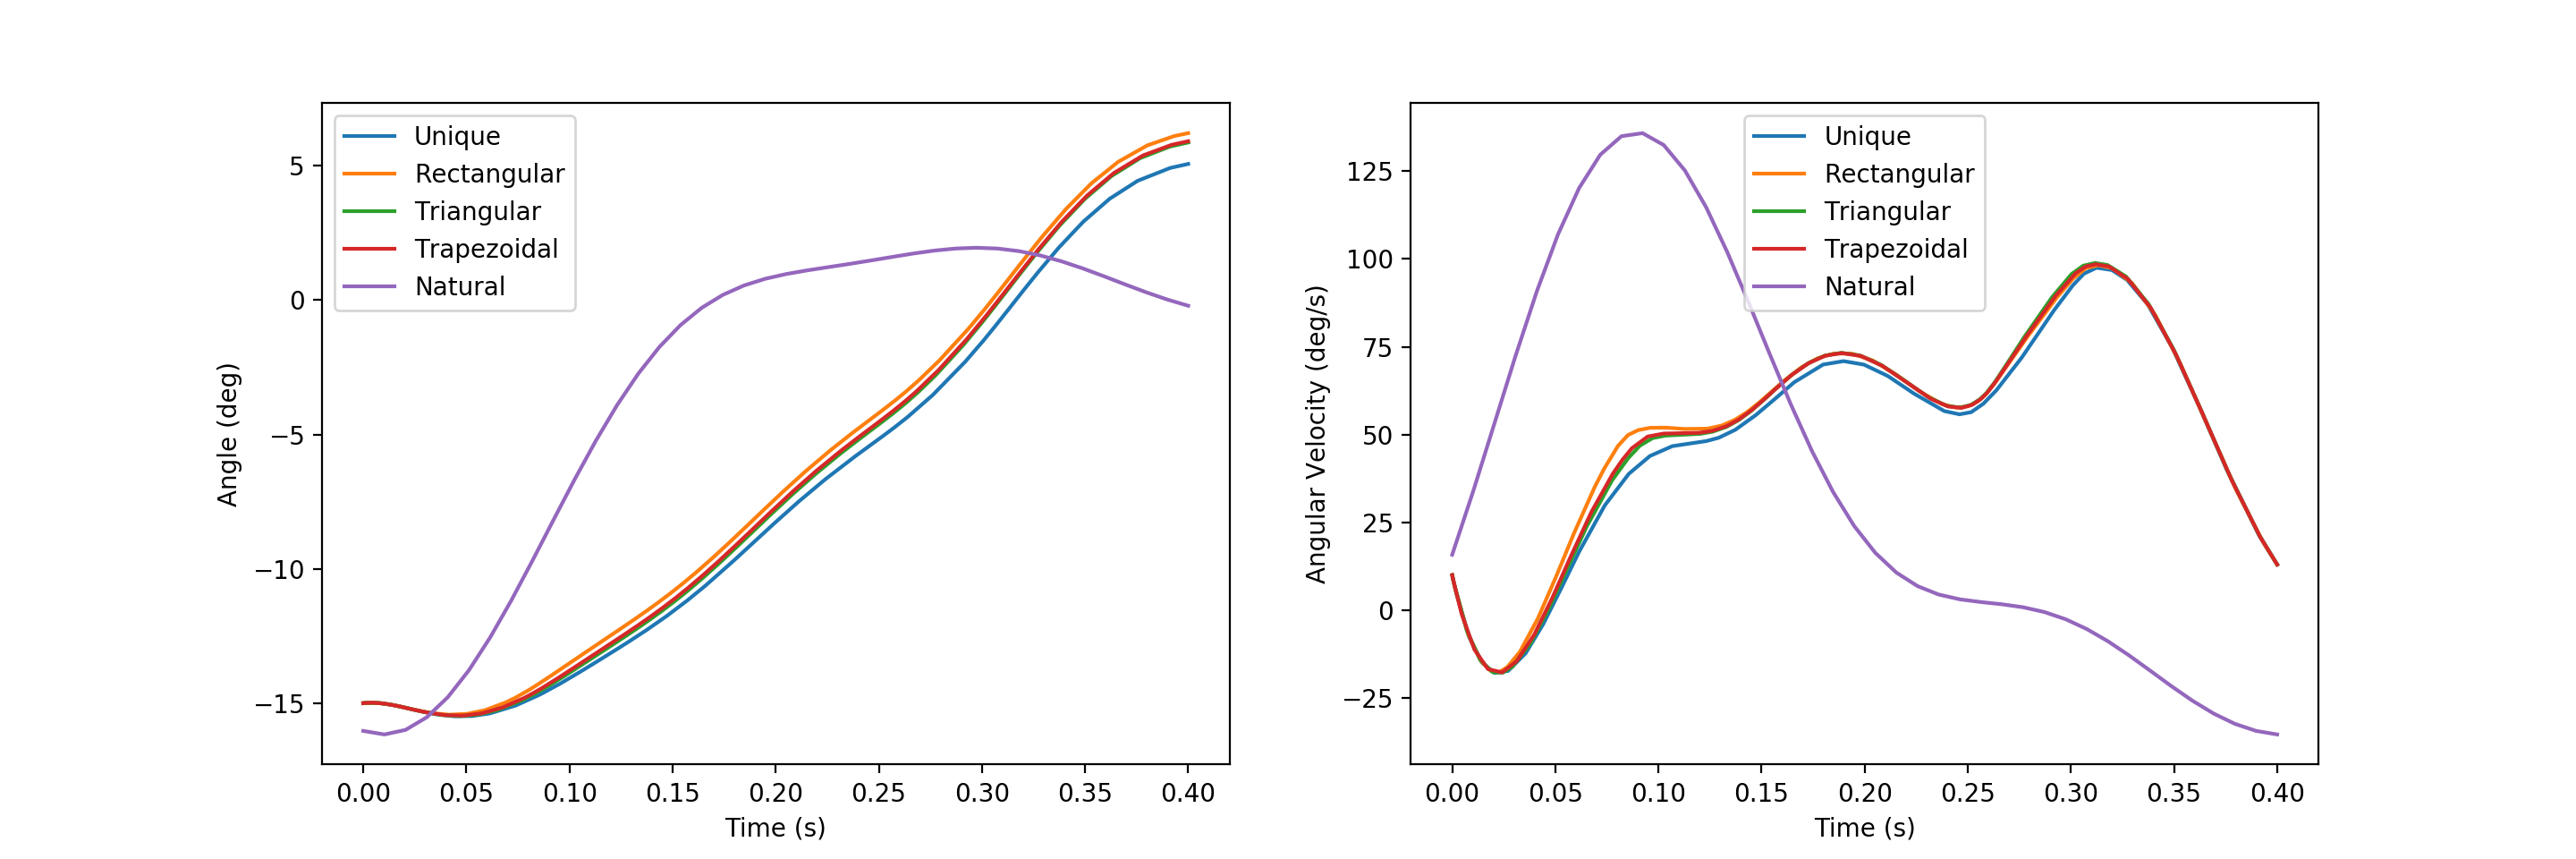 Unique
Rectangular
Triangular
Trapezoidal
Natural
5
0
−5
−10
−15
Angle (deg)
0.00 0.05 0.10 0.15 0.20 0.25 0.30 0.35 0.40
Time (s)
Unique
Rectangular
Triangular
Trapezoidal
Natural
125
100
75
50
25
0
−25
Angular Velocity (deg/s)
0.00 0.05 0.10 0.15 0.20 0.25 0.30 0.35 0.40
Time (s)